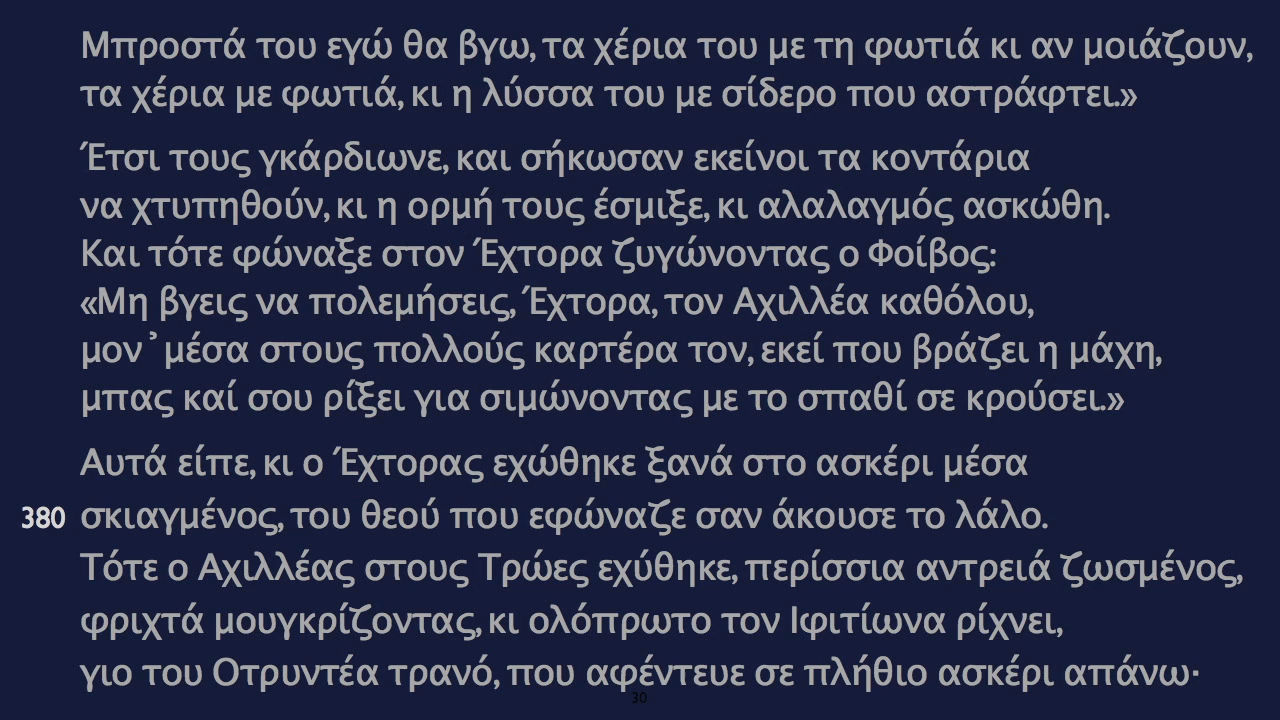 Μπροστά του εγώ θα βγω, τα χέρια του με τη φωτιά κι αν μοιάζουν,
τα χέρια με φωτιά, κι η λύσσα του με σίδερο που αστράφτει.»
Έτσι τους γκάρδιωνε, και σήκωσαν εκείνοι τα κοντάρια
να χτυπηθούν, κι η ορμή τους έσμιξε, κι αλαλαγμός ασκώθη.
Και τότε φώναξε στον Έχτορα ζυγώνοντας ο Φοίβος:
«Μη βγεις να πολεμήσεις, Έχτορα, τον Αχιλλέα καθόλου,
μον᾿ μέσα στους πολλούς καρτέρα τον, εκεί που βράζει η μάχη,
μπας καί σου ρίξει για σιμώνοντας με το σπαθί σε κρούσει.»
Αυτά είπε, κι ο Έχτορας εχώθηκε ξανά στο ασκέρι μέσα
380 σκιαγμένος, του θεού που εφώναζε σαν άκουσε το λάλο.
Τότε ο Αχιλλέας στους Τρώες εχύθηκε, περίσσια αντρειά ζωσμένος,
φριχτά μουγκρίζοντας, κι ολόπρωτο τον Ιφιτίωνα ρίχνει,
γιο του Οτρυντέα τρανό, που αφέντευε σε πλήθιο ασκέρι απάνω·
30